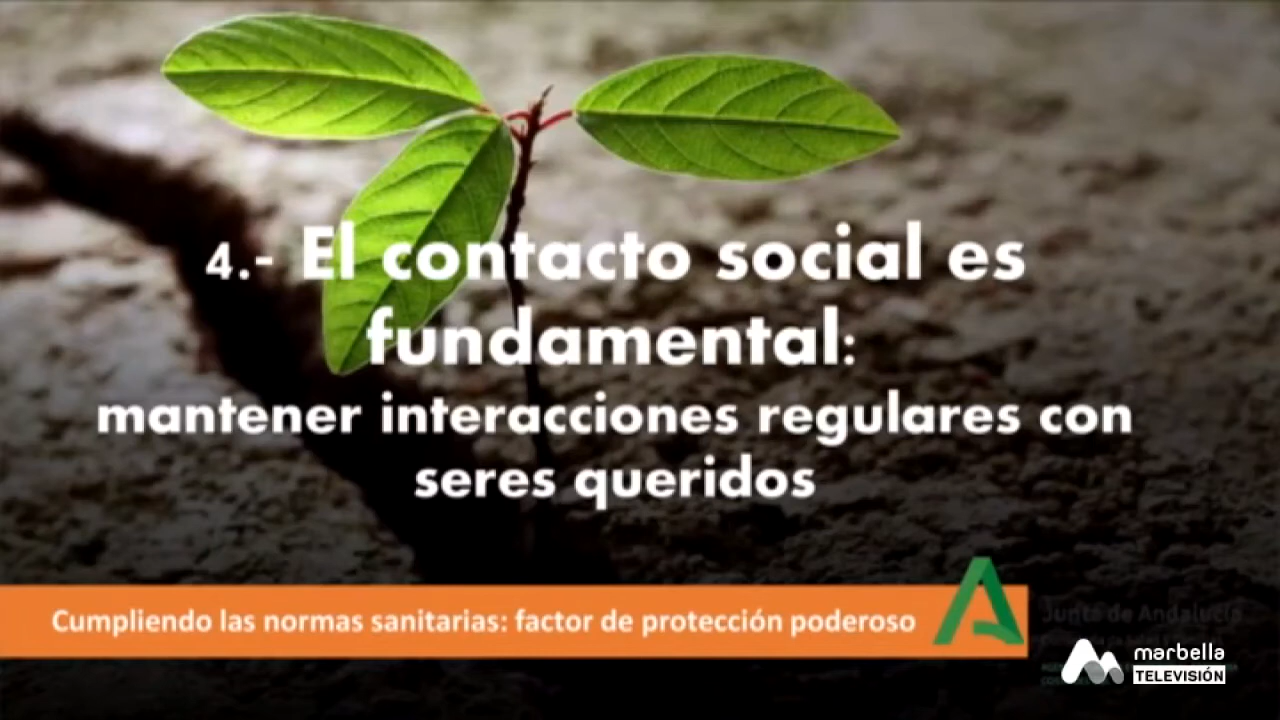 4.- El contacto social es
fundamental:
mantener interacciones regulares con
seres queridos
Cumpliendo las normas sanitarias: factor de protección poderoso
Junta de Andalucía
marbella
TELEVISIÓN